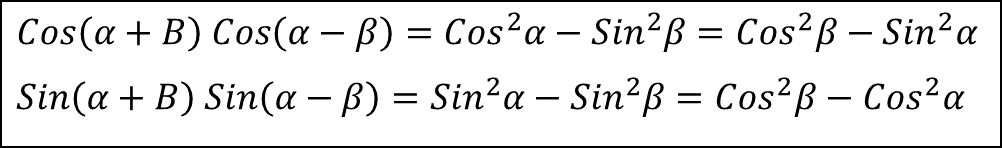 Cos(α + B) Cos(α − β) = Cos²α − Sin²β = Cos²β − Sin²α
Sin(α + B) Sin(α − β) = Sin²α − Sin²β = Cos²β − Cos²α